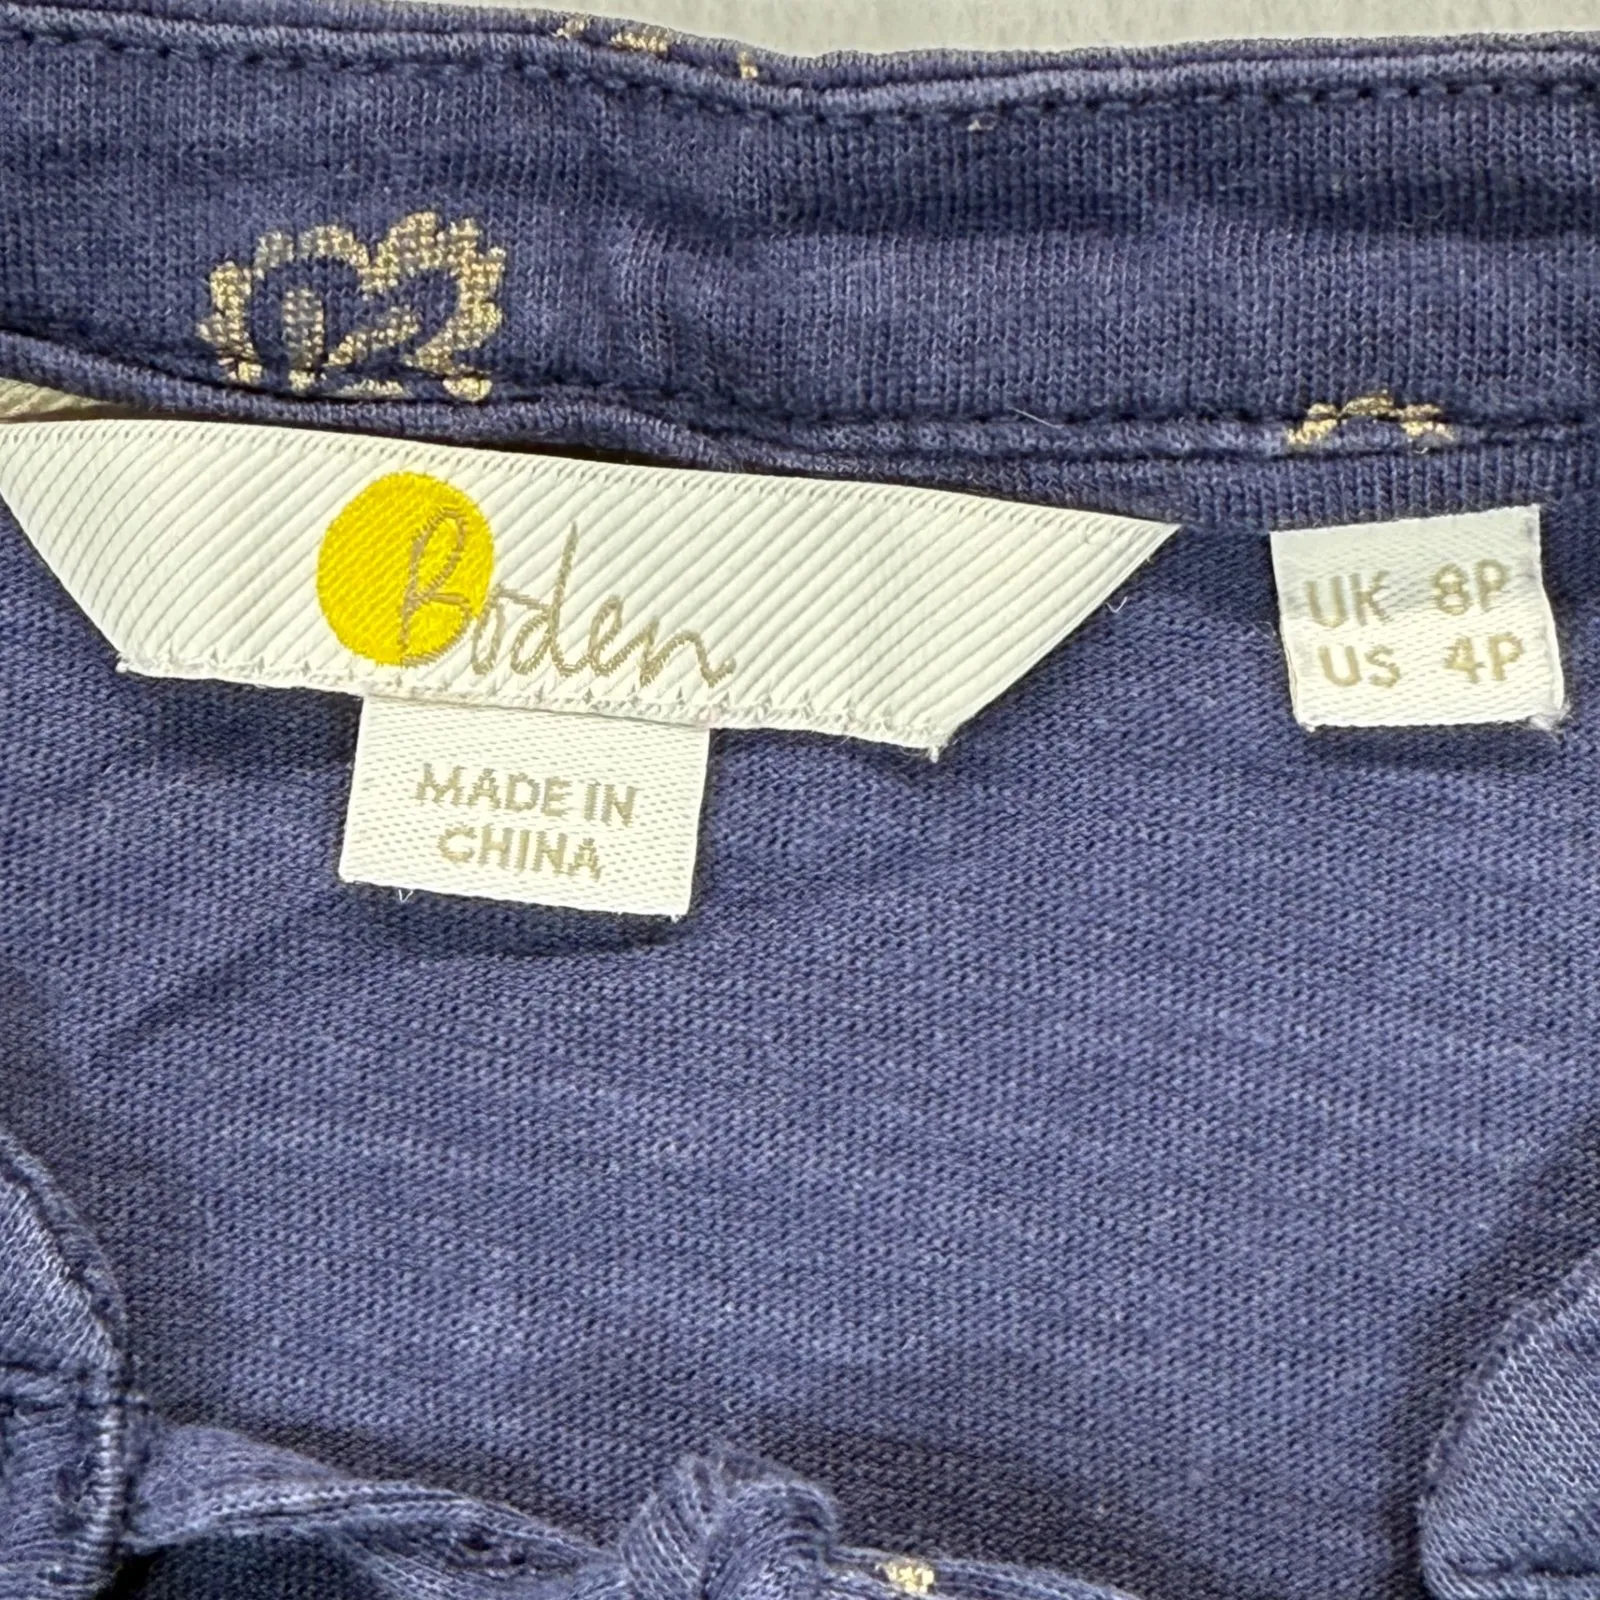 Boden
MADE IN
CHINA
UK 8P
US 4P